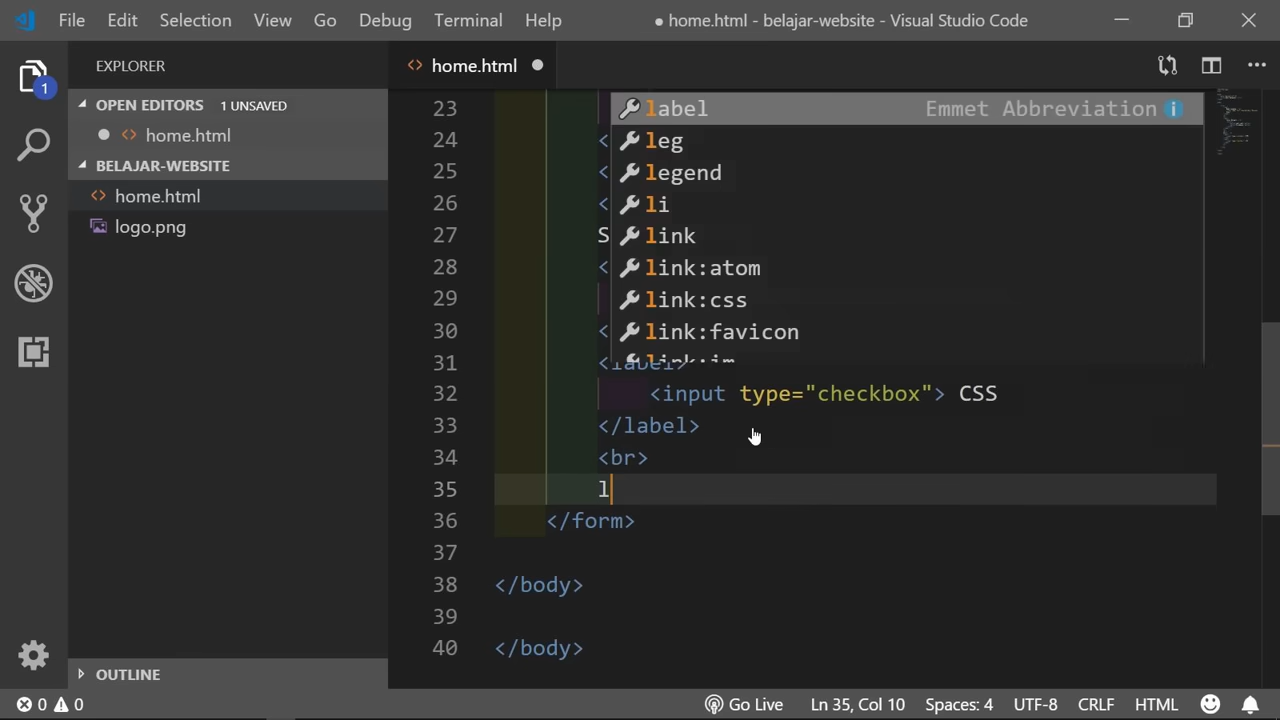 File Edit Selection View Go Debug Terminal Help ● home.html - belajar-website - Visual Studio Code
EXPLORER
home.html
OPEN EDITORS 1 UNSAVED
home.html
BELAJAR-WEBSITE
home.html
logo.png
OUTLINE
1
23 label Emmet Abbreviation
24 < leg
25 < legend
26 < li
27 S link
28 < link:atom
29 link:css
30 < link:favicon
31 <label>
32 <input type="checkbox"> CSS
33 </label>
34 <br>
35 l
36 </form>
37
38 </body>
39
40 </body>
0 0 Go Live Ln 35, Col 10 Spaces: 4 UTF-8 CRLF HTML